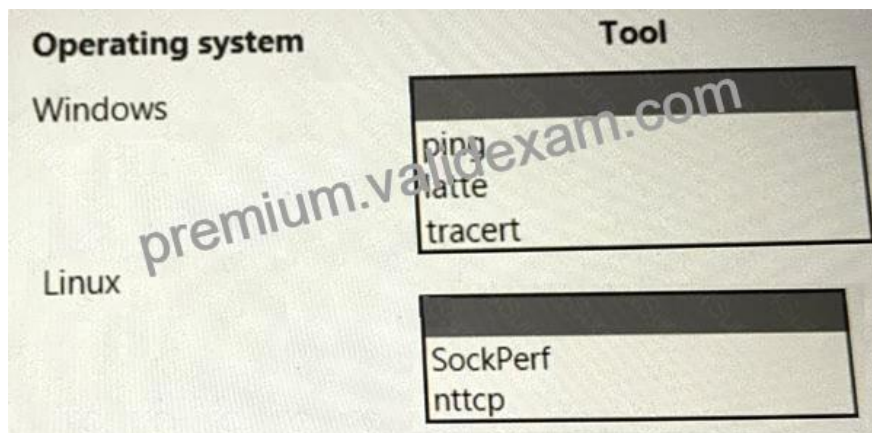 Operating system Tool
Windows
ping
latte
tracert
Linux
SockPerf
nttcp
premium.validexam.com